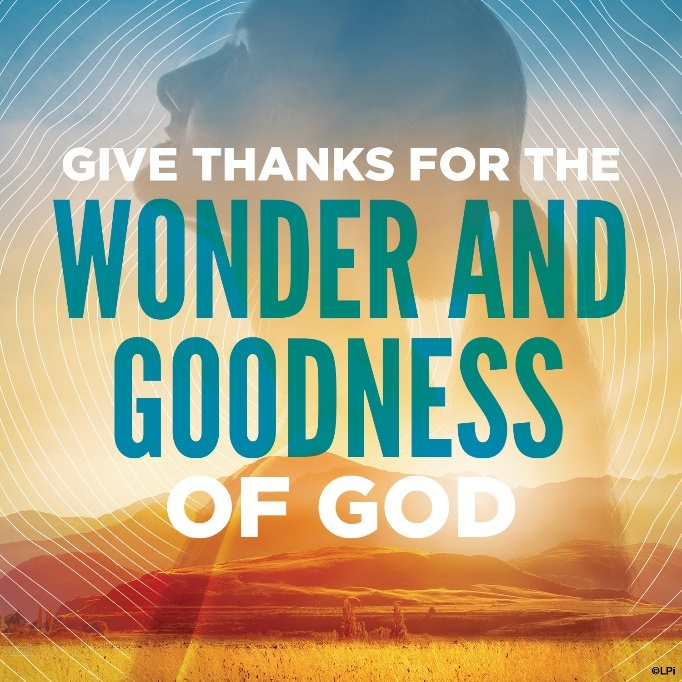 GIVE THANKS FOR THE
WONDER AND
GOODNESS
OF GOD
©LPi